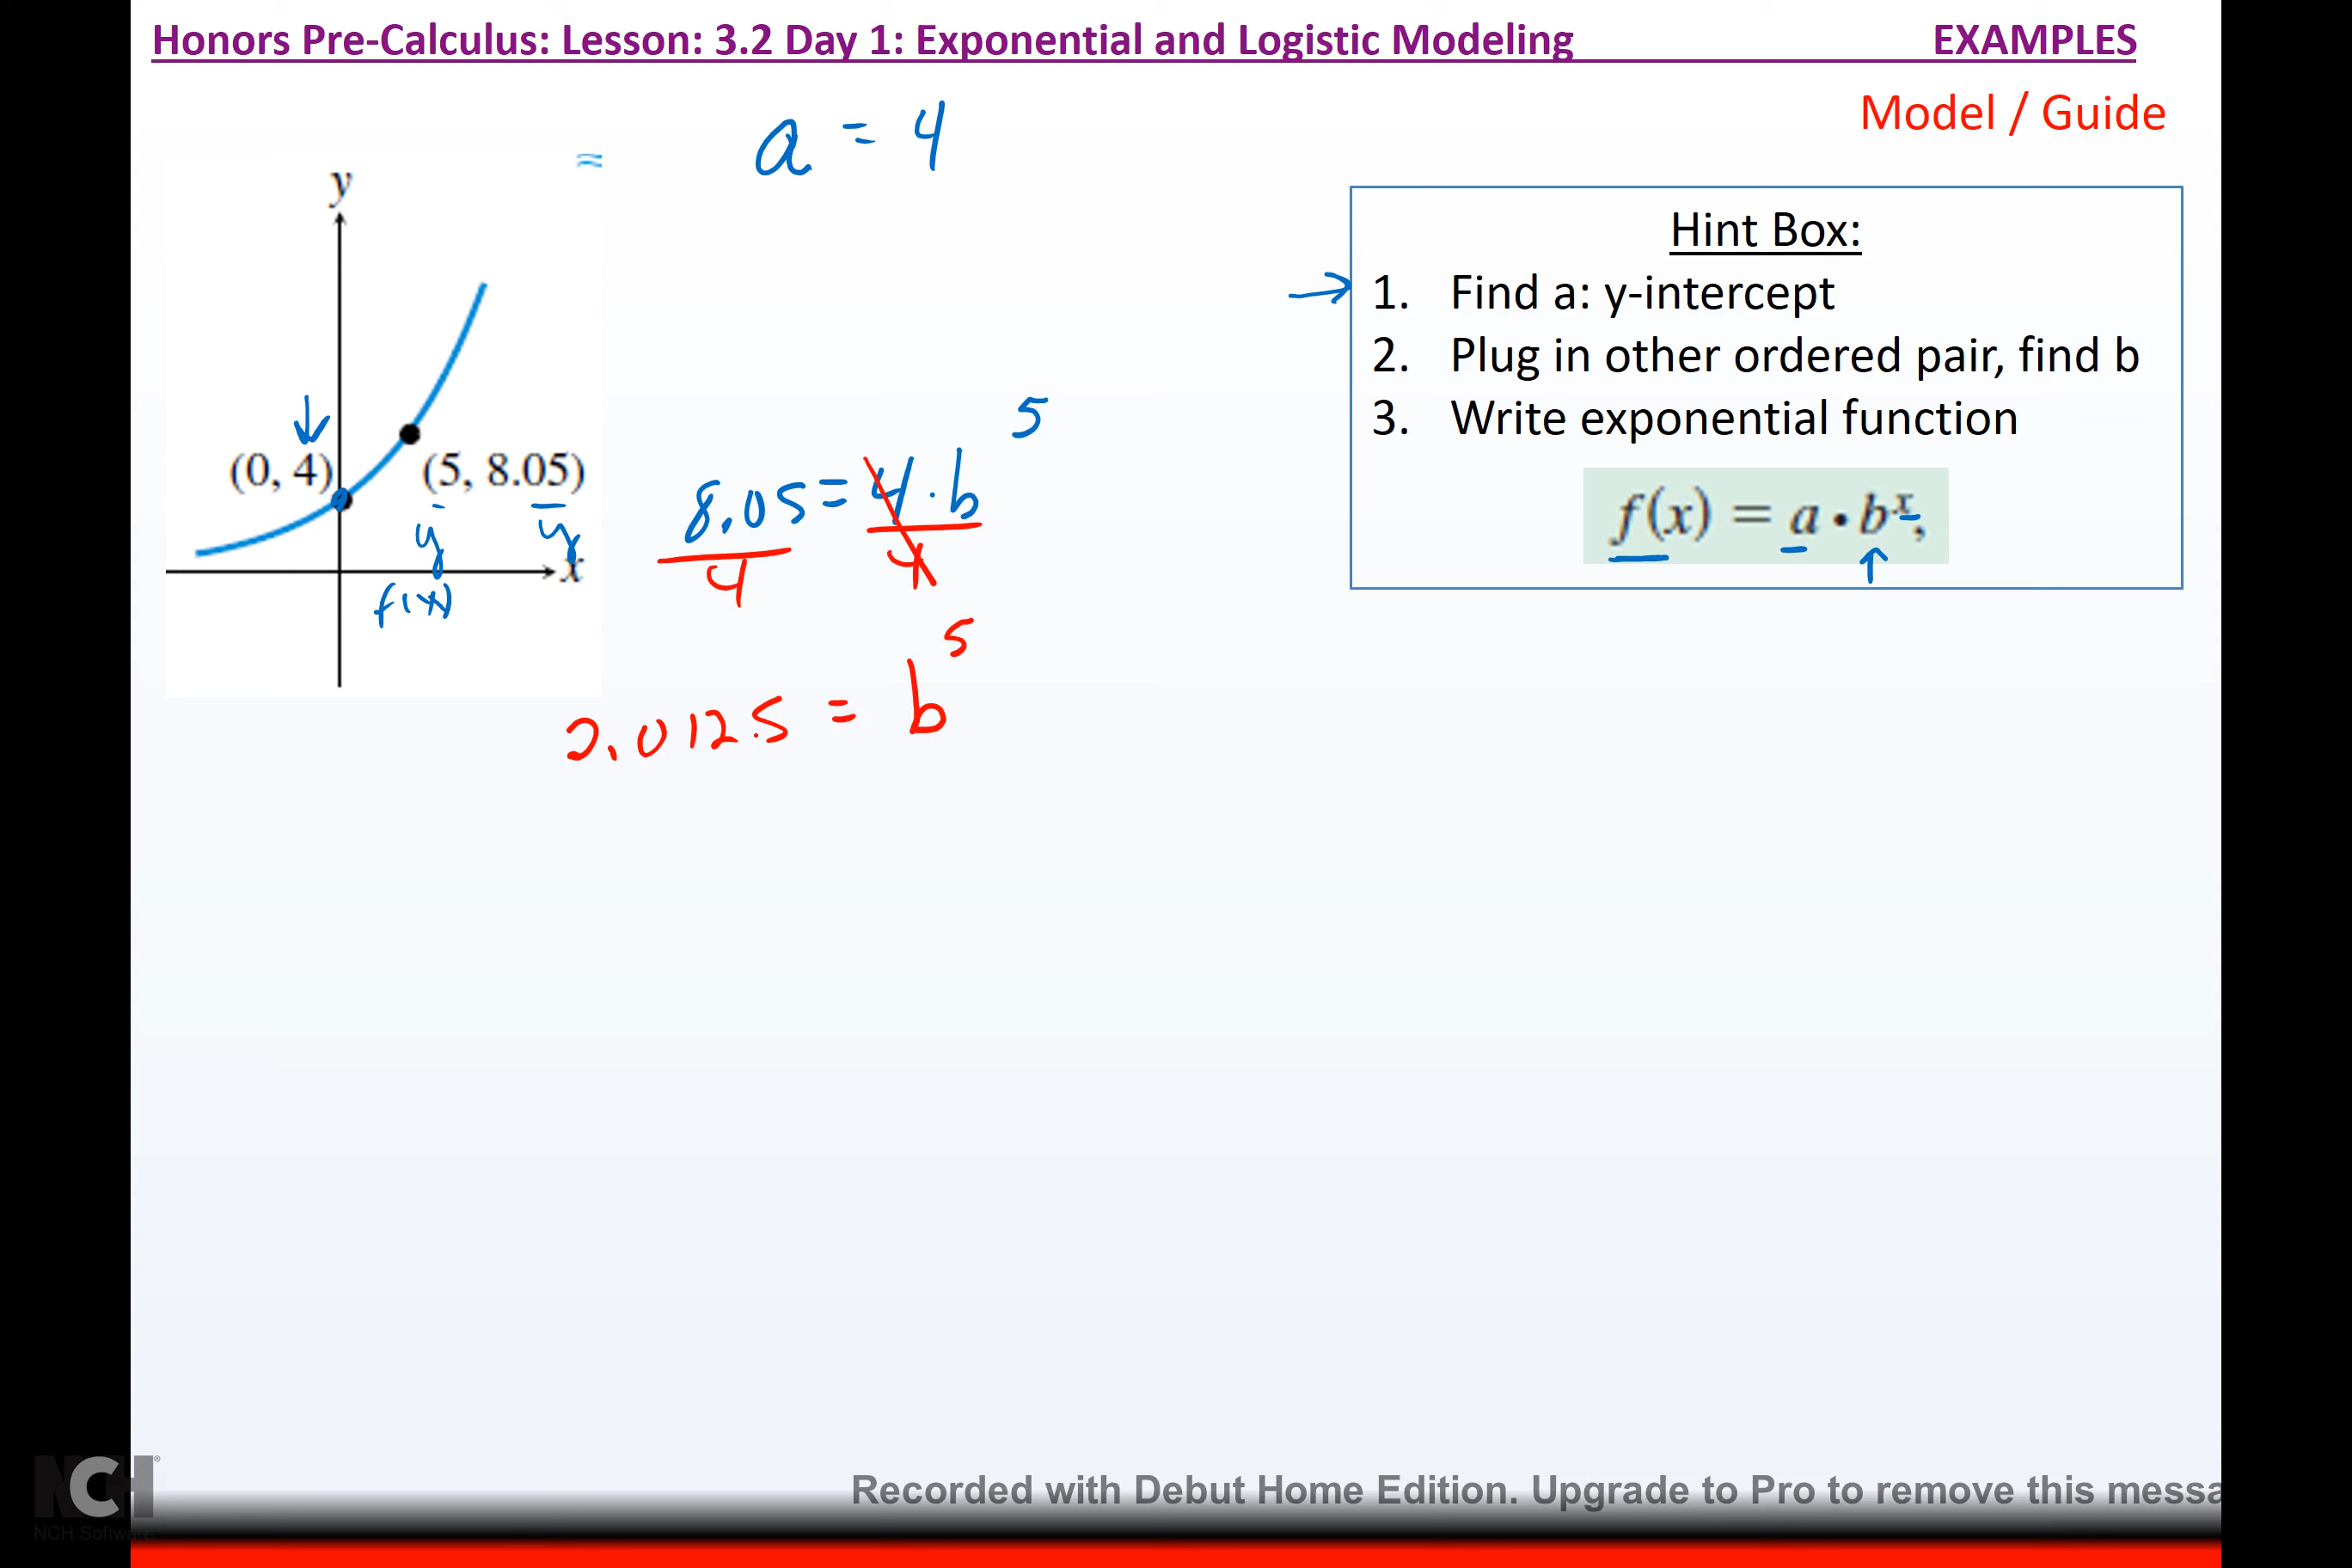 Honors Pre-Calculus: Lesson: 3.2 Day 1: Exponential and Logistic Modeling EXAMPLES
Model / Guide
≈ a = 4
y
Hint Box:
1. Find a: y-intercept
2. Plug in other ordered pair, find b
3. Write exponential function
f(x) = a • b^x,
(0, 4) (5, 8.05)
y y
x
f(x)
8.05 = 4 · b^5
4 4
2.0125 = b^5
NCH®
NCH Software
Recorded with Debut Home Edition. Upgrade to Pro to remove this messa